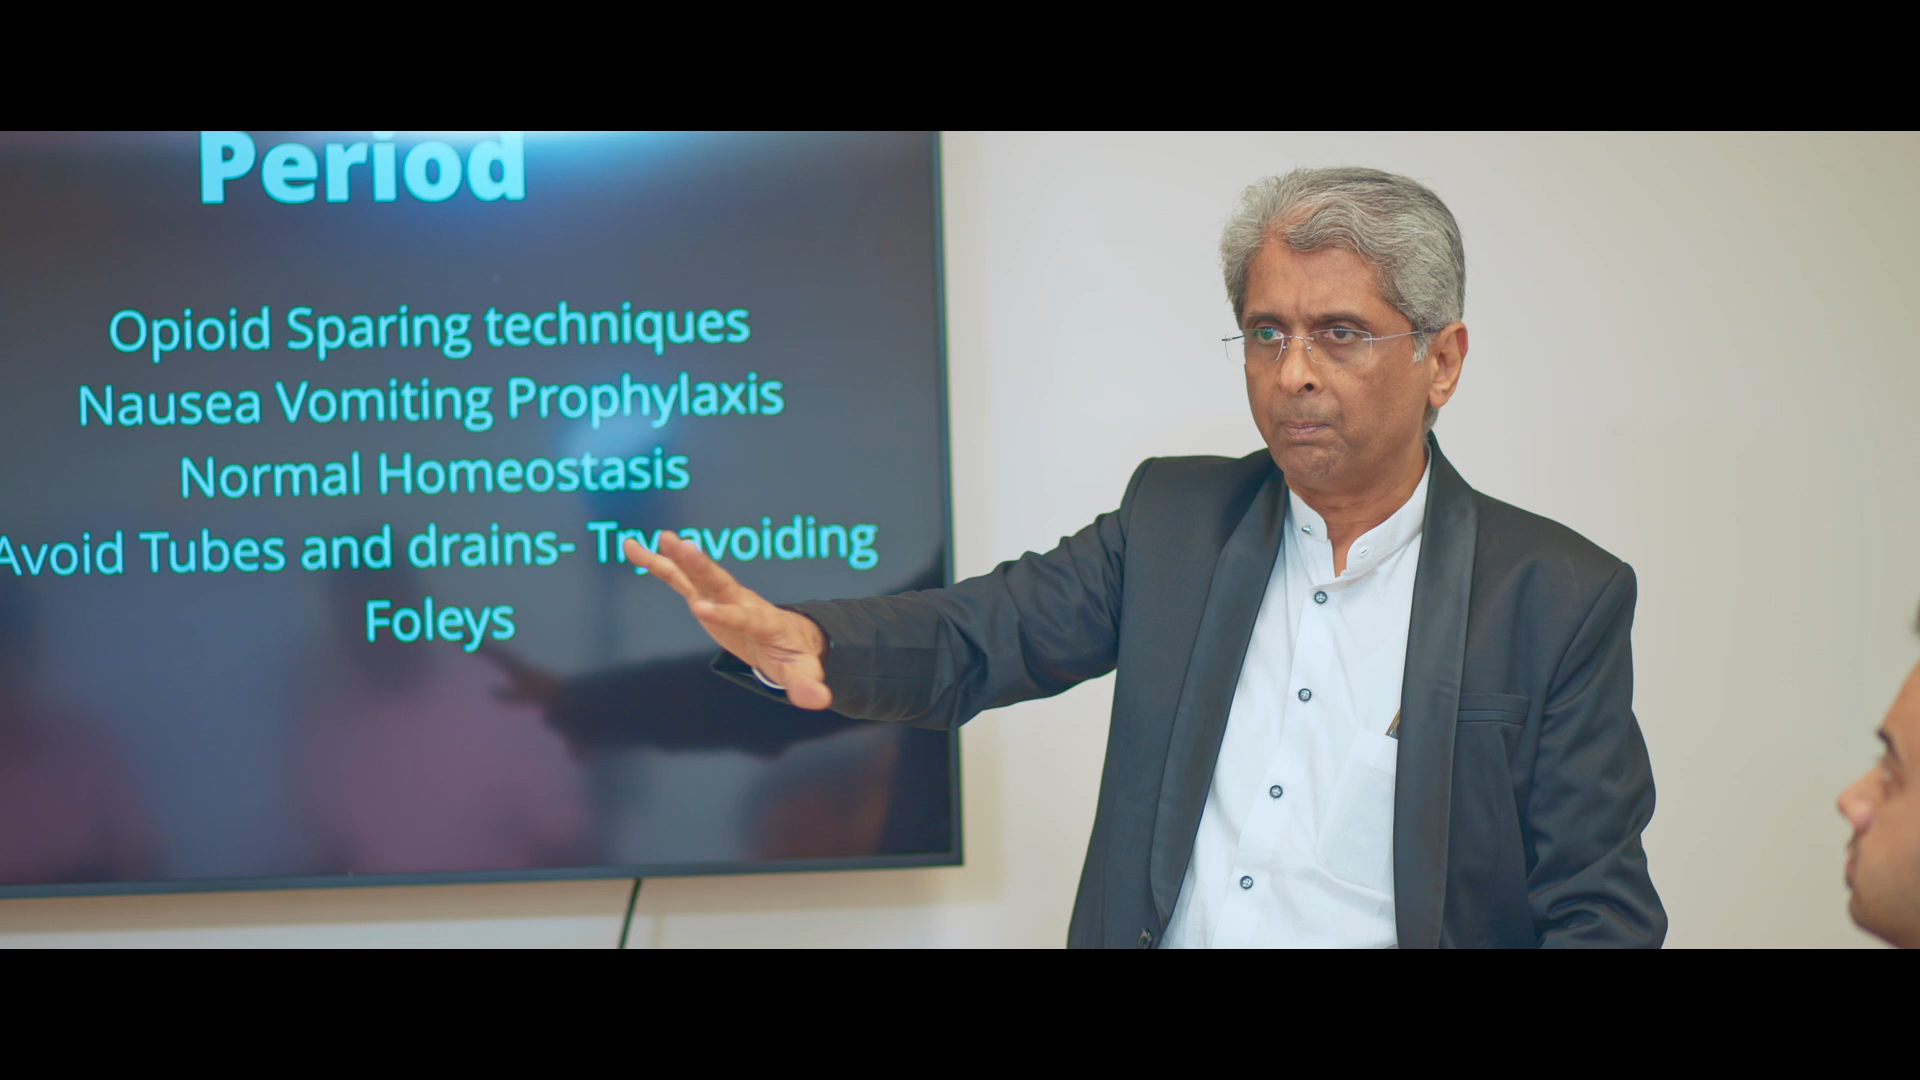 Period
Opioid Sparing techniques
Nausea Vomiting Prophylaxis
Normal Homeostasis
Avoid Tubes and drains- Try avoiding
Foleys